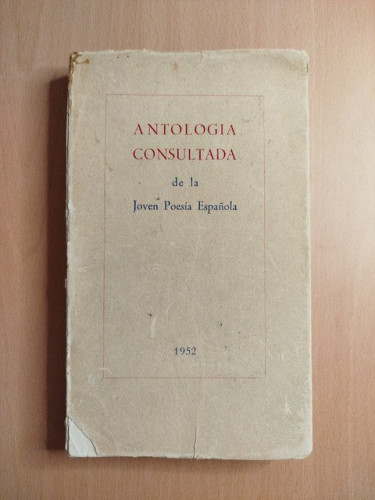 ANTOLOGIA
CONSULTADA
de la
Joven Poesía Española
1952